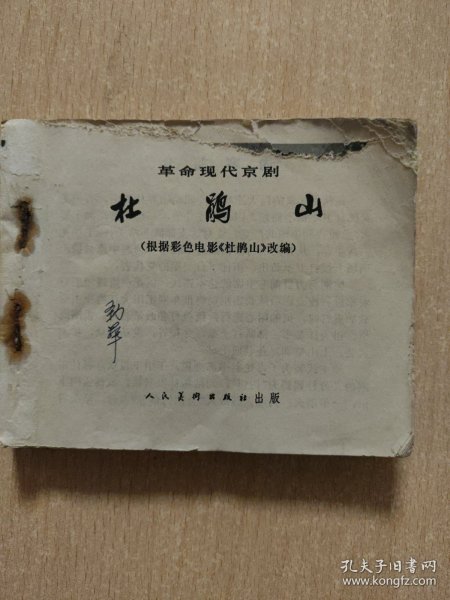 革命现代京剧
杜鹃山
（根据彩色电影《杜鹃山》改编）
人民美术出版社 出版
孔夫子旧书网
www.kongfz.com